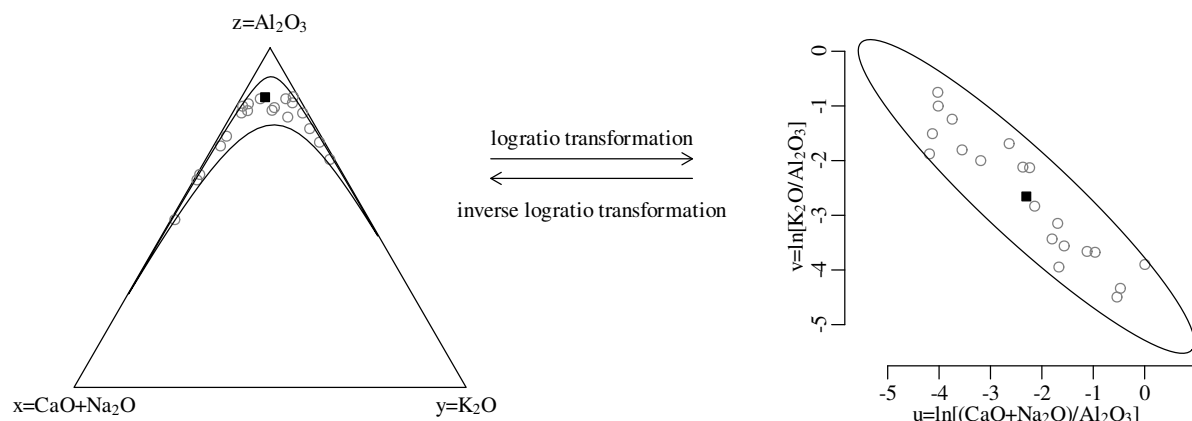 z=Al₂O₃
x=CaO+Na₂O
y=K₂O
logratio transformation
inverse logratio transformation
v=ln[K₂O/Al₂O₃]
0
-1
-2
-3
-4
-5
-5 -4 -3 -2 -1 0
u=ln[(CaO+Na₂O)/Al₂O₃]